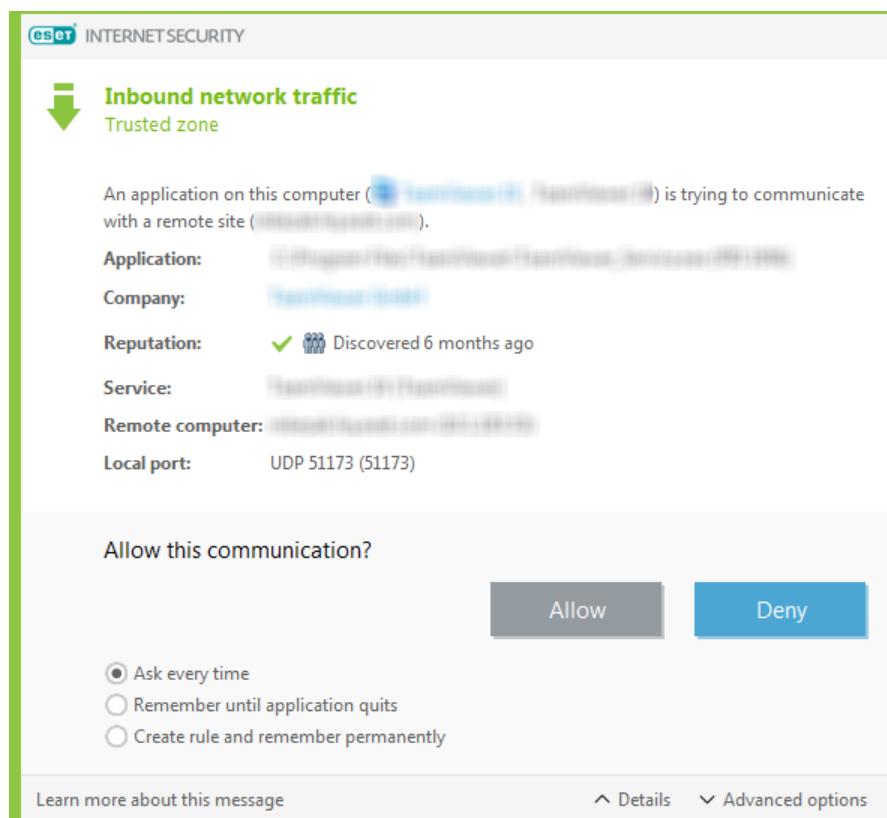 eset INTERNET SECURITY
Inbound network traffic
Trusted zone
An application on this computer ( , ) is trying to communicate
with a remote site ( ).
Application:
Company:
Reputation: Discovered 6 months ago
Service:
Remote computer:
Local port: UDP 51173 (51173)
Allow this communication?
Allow Deny
Ask every time
Remember until application quits
Create rule and remember permanently
Learn more about this message Details Advanced options